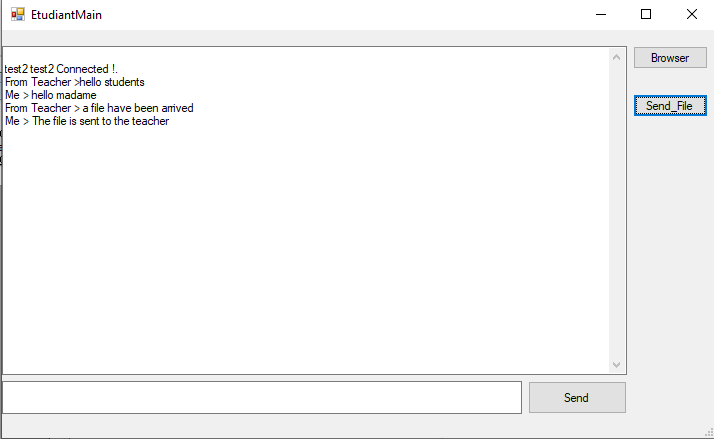 EtudiantMain
test2 test2 Connected !.
From Teacher >hello students
Me > hello madame
From Teacher > a file have been arrived
Me > The file is sent to the teacher
Browser
Send_File
Send